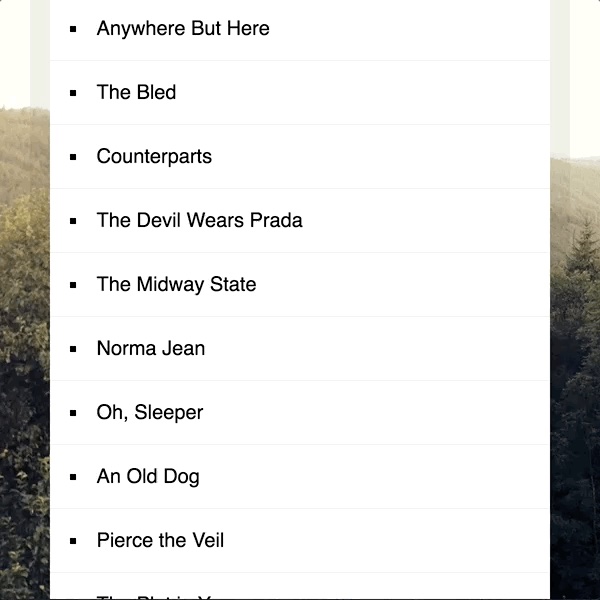 Anywhere But Here
The Bled
Counterparts
The Devil Wears Prada
The Midway State
Norma Jean
Oh, Sleeper
An Old Dog
Pierce the Veil